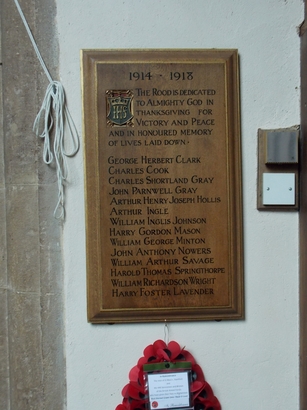 1914 · 1918
THE ROOD IS DEDICATED
TO ALMIGHTY GOD IN
THANKSGIVING FOR
VICTORY AND PEACE
AND IN HONOURED MEMORY
OF LIVES LAID DOWN·
IHS
GEORGE HERBERT CLARK
CHARLES COOK
CHARLES SHORTLAND GRAY
JOHN PARNWELL GRAY
ARTHUR HENRY JOSEPH HOLLIS
ARTHUR INGLE
WILLIAM INGLIS JOHNSON
HARRY GORDON MASON
WILLIAM GEORGE MINTON
JOHN ANTHONY NOWERS
WILLIAM ARTHUR SAVAGE
HAROLD THOMAS SPRINGTHORPE
WILLIAM RICHARDSON WRIGHT
HARRY FOSTER LAVENDER